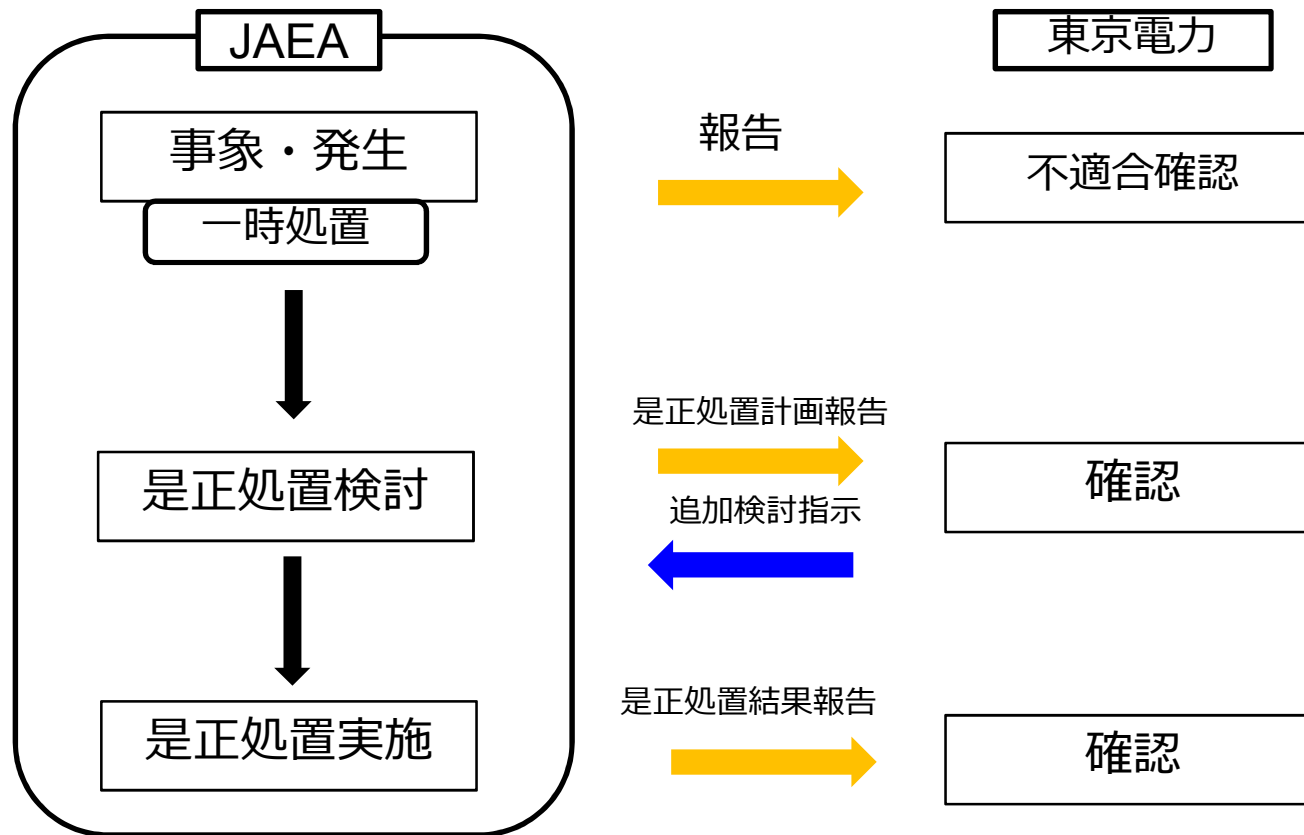 JAEA
東京電力
事象・発生
一時処置
報告
不適合確認
是正処置検討
是正処置計画報告
追加検討指示
確認
是正処置実施
是正処置結果報告
確認